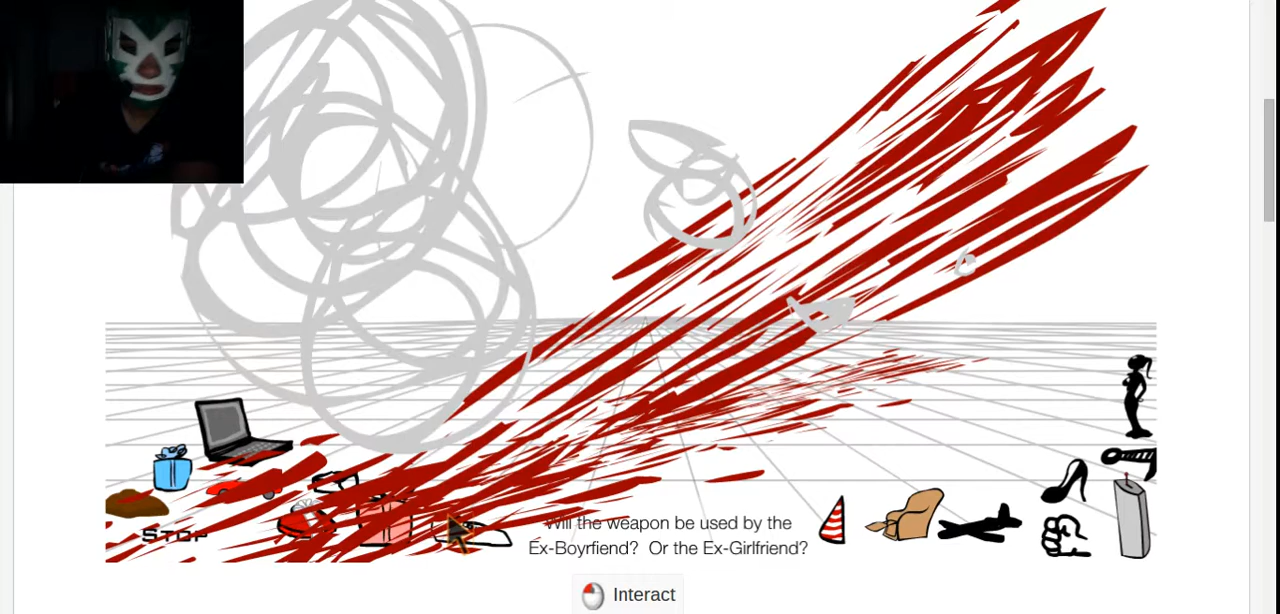 STOP
Will the weapon be used by the
Ex-Boyrfiend? Or the Ex-Girlfriend?
Interact